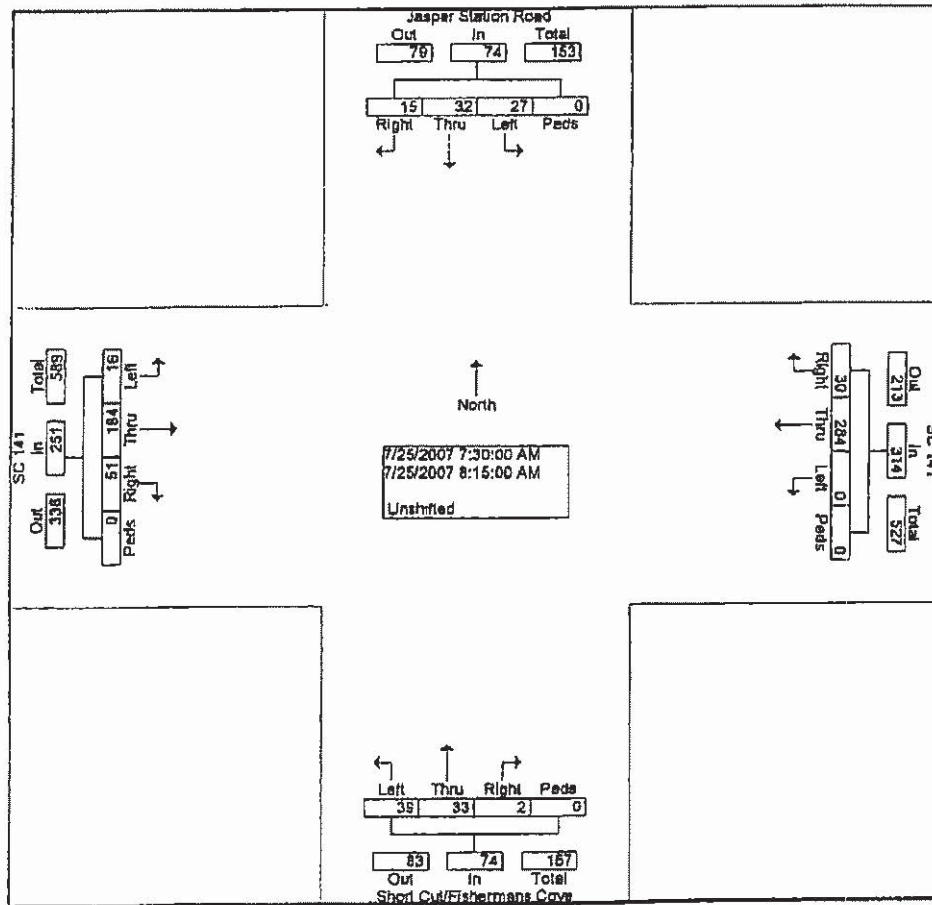 Jasper Station Road
Out In Total
79 74 153
15 32 27 0
Right Thru Left Peds
SC 141
Total In Out
589 251 338
16 184 51 0
Left Thru Right Peds
North
7/25/2007 7:30:00 AM
7/25/2007 8:15:00 AM
Unshifted
Right Thru Left Peds
30 284 0 0
Out In Total
213 314 527
SC 141
Left Thru Right Peds
39 33 2 0
83 74 157
Out In Total
Short Cut/Fishermans Cove